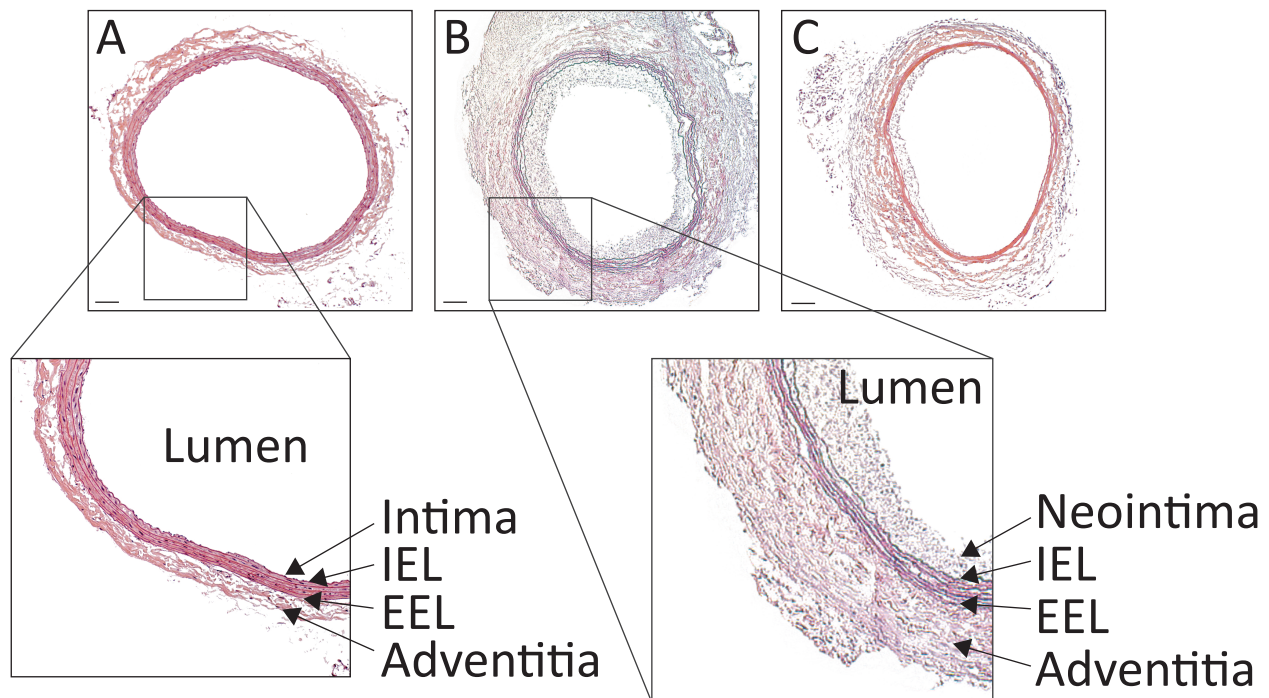 A
B
C
Lumen
Intima
IEL
EEL
Adventitia
Lumen
Neointima
IEL
EEL
Adventitia